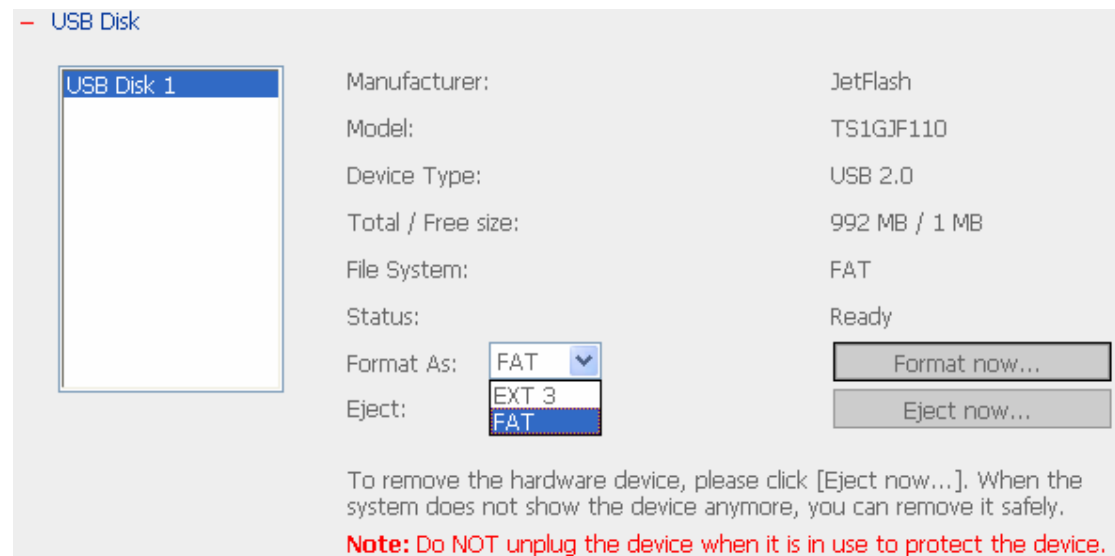 − USB Disk
USB Disk 1
Manufacturer: JetFlash
Model: TS1GJF110
Device Type: USB 2.0
Total / Free size: 992 MB / 1 MB
File System: FAT
Status: Ready
Format As: FAT Format now...
EXT 3
FAT
Eject: Eject now...
To remove the hardware device, please click [Eject now...]. When the
system does not show the device anymore, you can remove it safely.
Note: Do NOT unplug the device when it is in use to protect the device.